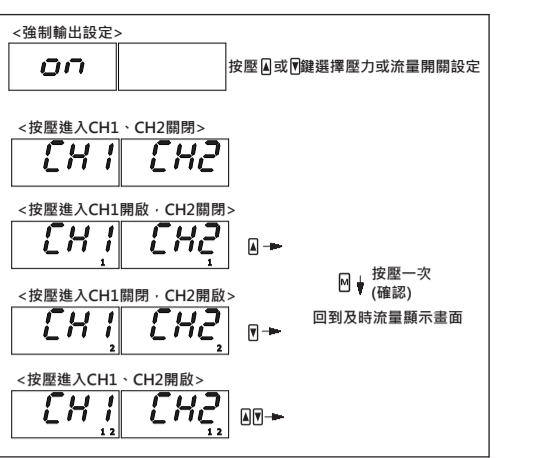 <強制輸出設定>
on
按壓▲或▼鍵選擇壓力或流量開關設定
<按壓進入CH1、CH2關閉>
CH1 CH2
<按壓進入CH1開啟，CH2關閉>
CH1 CH2 ▲
1 1
M 按壓一次
(確認)
<按壓進入CH1關閉，CH2開啟>
回到及時流量顯示畫面
CH1 CH2 ▼
2 2
<按壓進入CH1、CH2開啟>
CH1 CH2 ▲▼
1 2 1 2